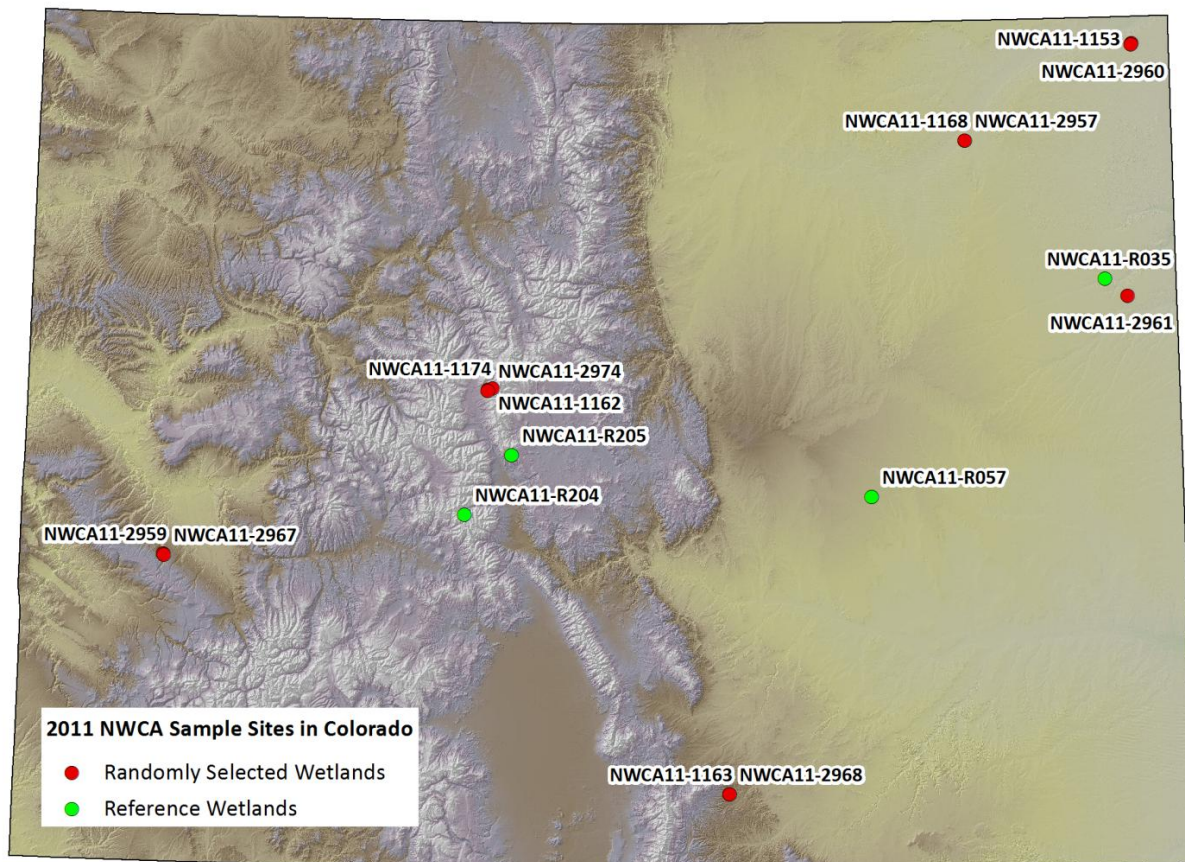 NWCA11-1153
NWCA11-2960
NWCA11-1168 NWCA11-2957
NWCA11-R035
NWCA11-2961
NWCA11-1174 NWCA11-2974
NWCA11-1162
NWCA11-R205
NWCA11-R204
NWCA11-R057
NWCA11-2959 NWCA11-2967
2011 NWCA Sample Sites in Colorado
Randomly Selected Wetlands
Reference Wetlands
NWCA11-1163 NWCA11-2968